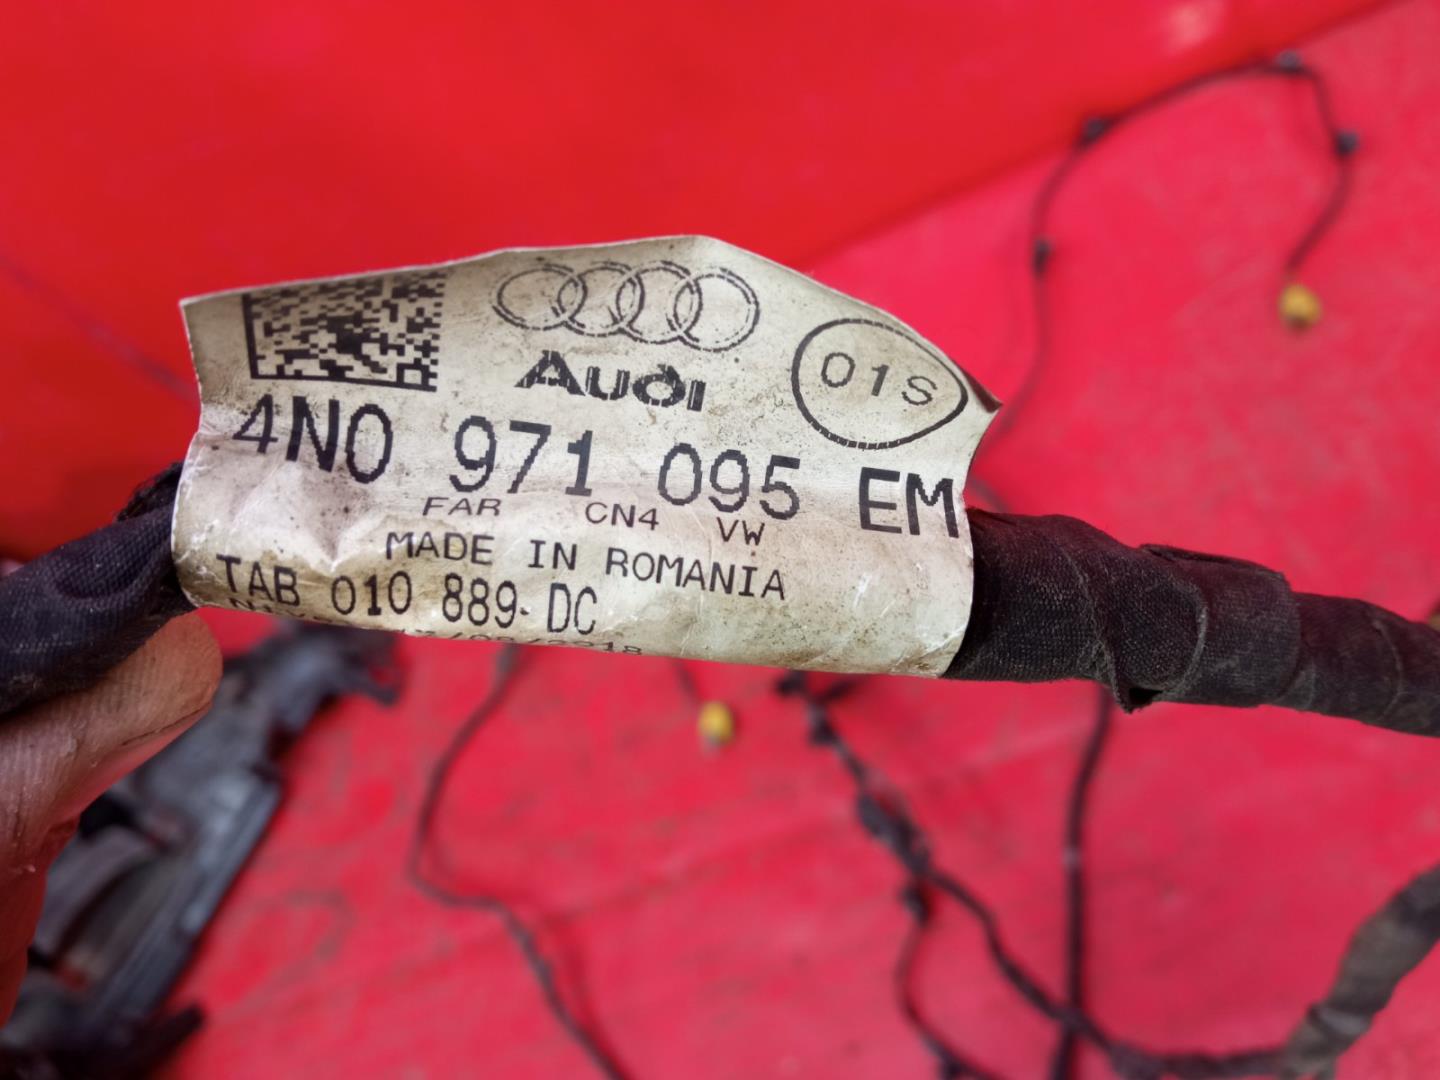 Audi
01S
4N0 971 095 EM
FAR CN4 VW
MADE IN ROMANIA
TAB 010 889 DC